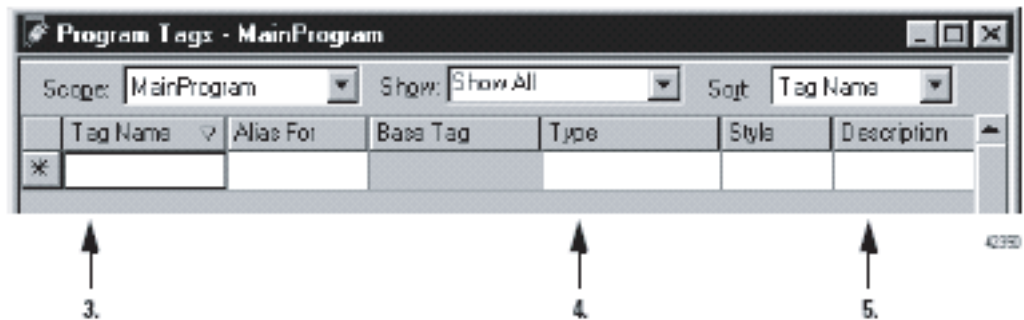 Program Tags - MainProgram
Scope: MainProgram Show: Show All Sort: Tag Name
Tag Name Alias For Base Tag Type Style Description
*
42350
3. 4. 5.